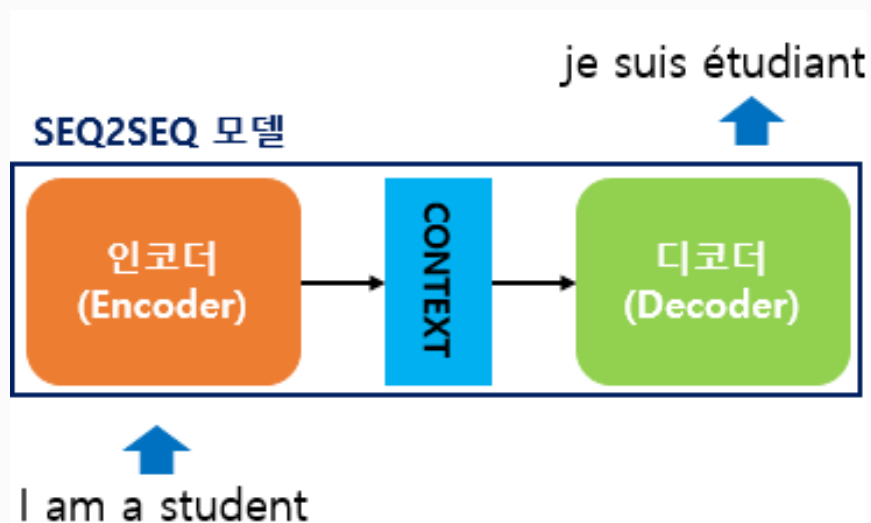 je suis étudiant
SEQ2SEQ 모델
인코더
(Encoder)
CONTEXT
디코더
(Decoder)
I am a student